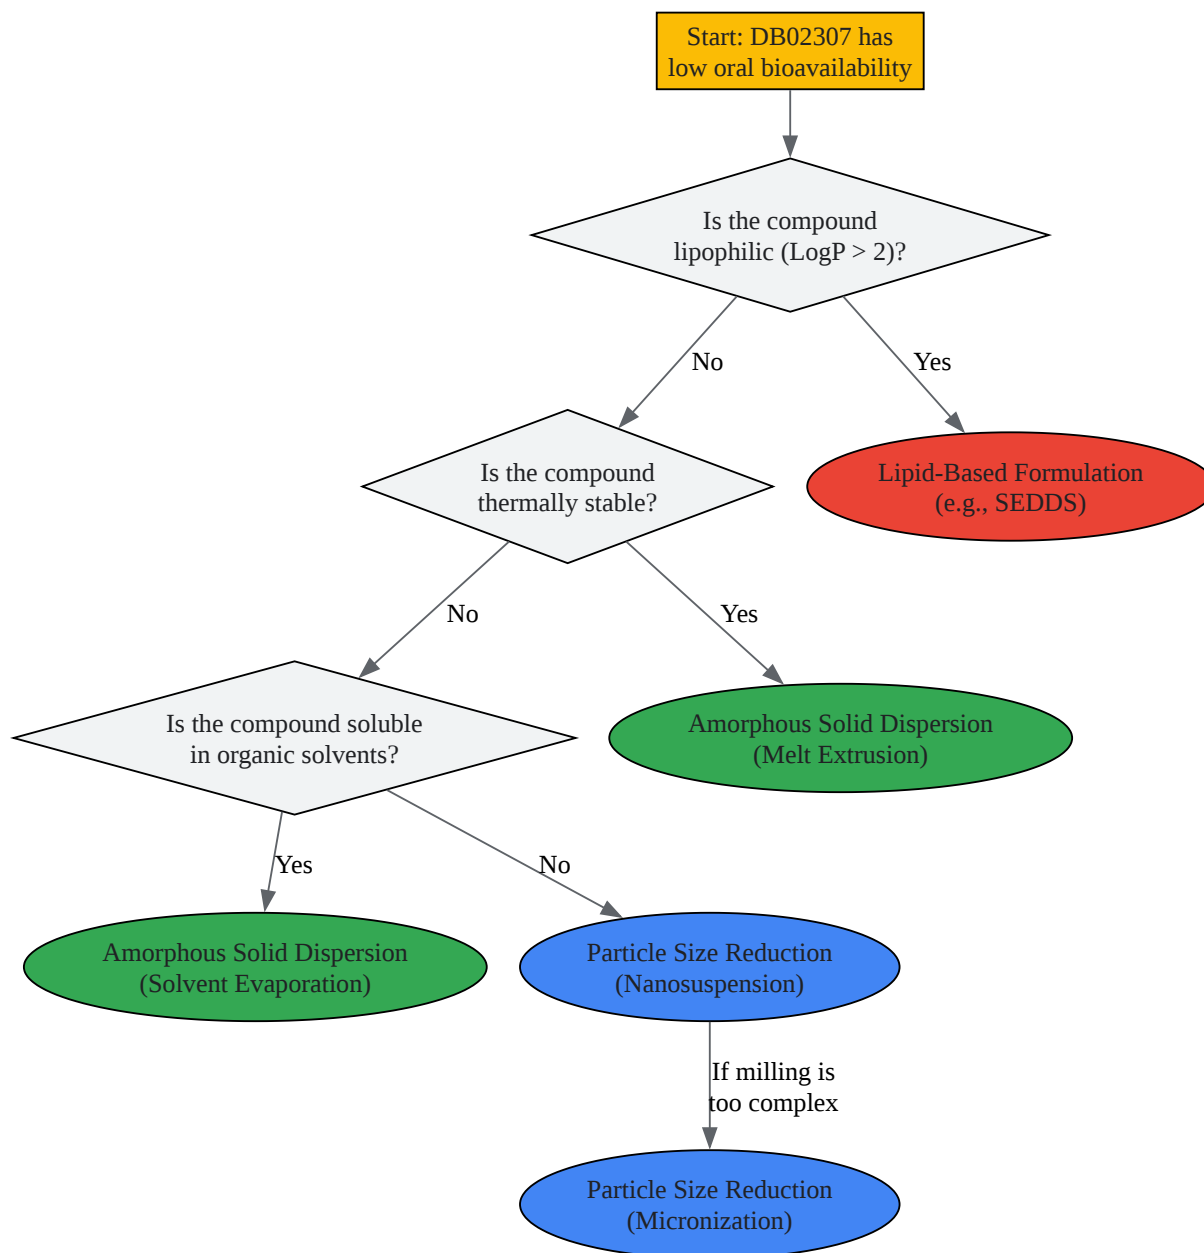 Start: DB02307 has
low oral bioavailability
Is the compound
lipophilic (LogP > 2)?
No
Yes
Is the compound
thermally stable?
Lipid-Based Formulation
(e.g., SEDDS)
No
Yes
Is the compound soluble
in organic solvents?
Amorphous Solid Dispersion
(Melt Extrusion)
Yes
No
Amorphous Solid Dispersion
(Solvent Evaporation)
Particle Size Reduction
(Nanosuspension)
If milling is
too complex
Particle Size Reduction
(Micronization)